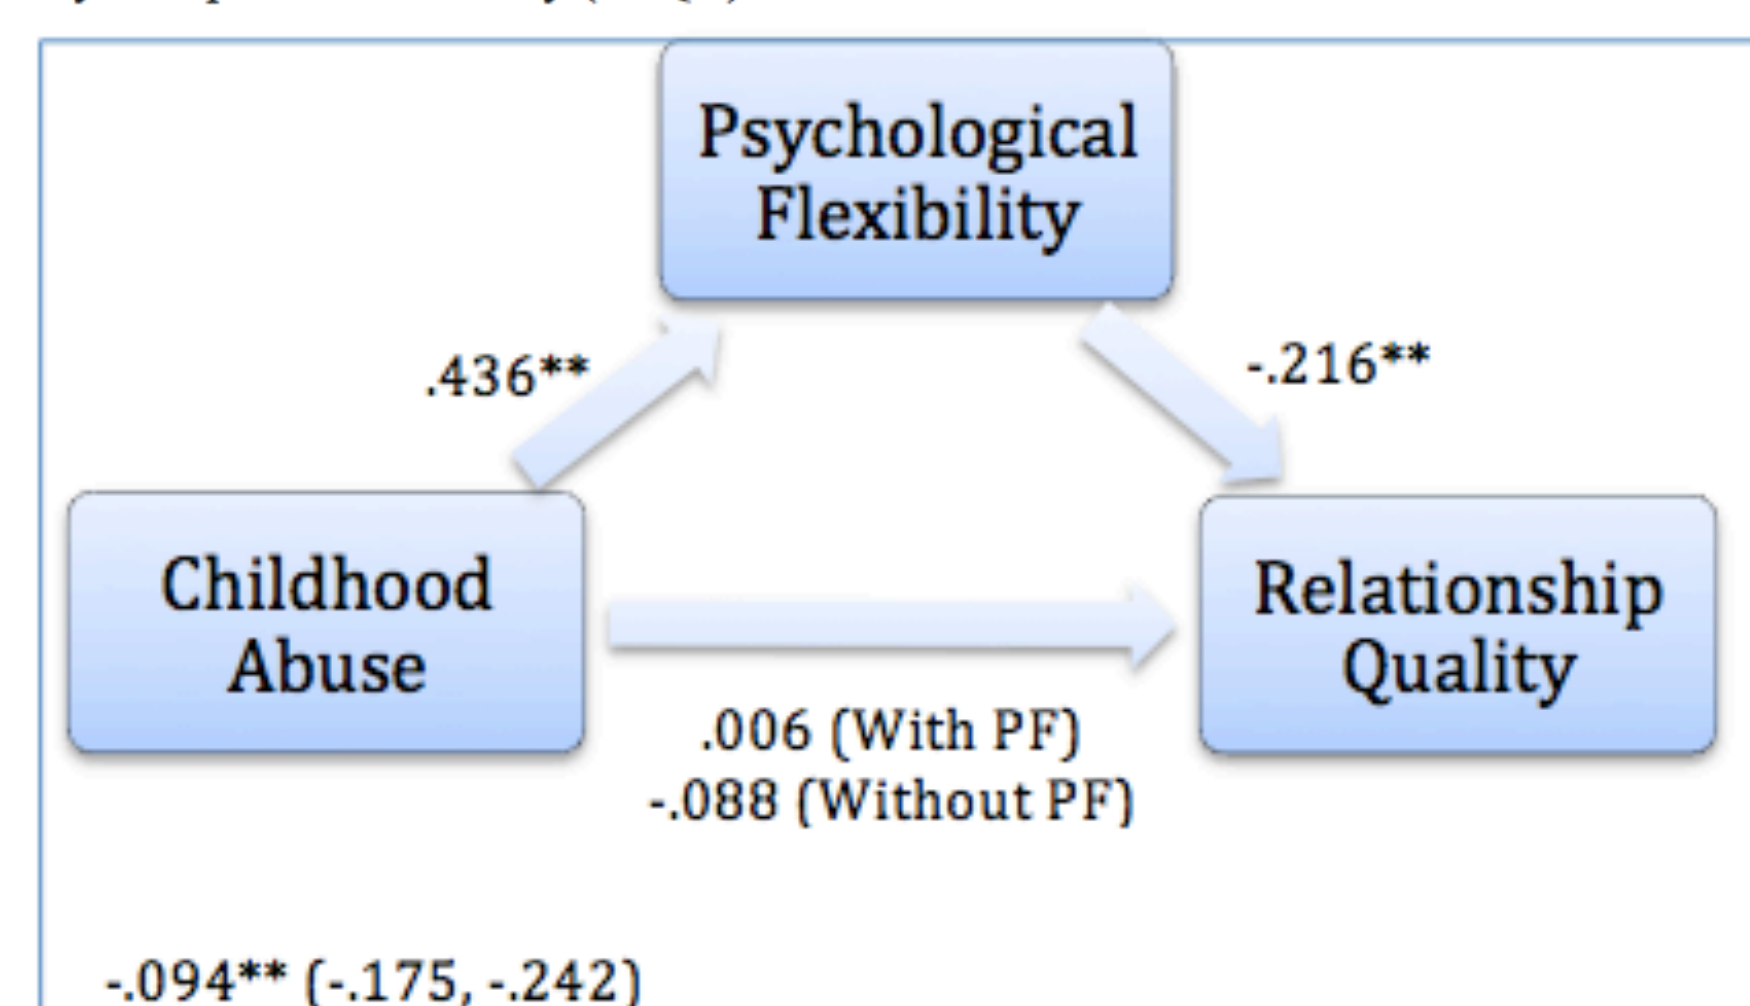 Psychological
Flexibility
.436**
-.216**
Childhood
Abuse
Relationship
Quality
.006 (With PF)
-.088 (Without PF)
-.094** (-.175, -.242)